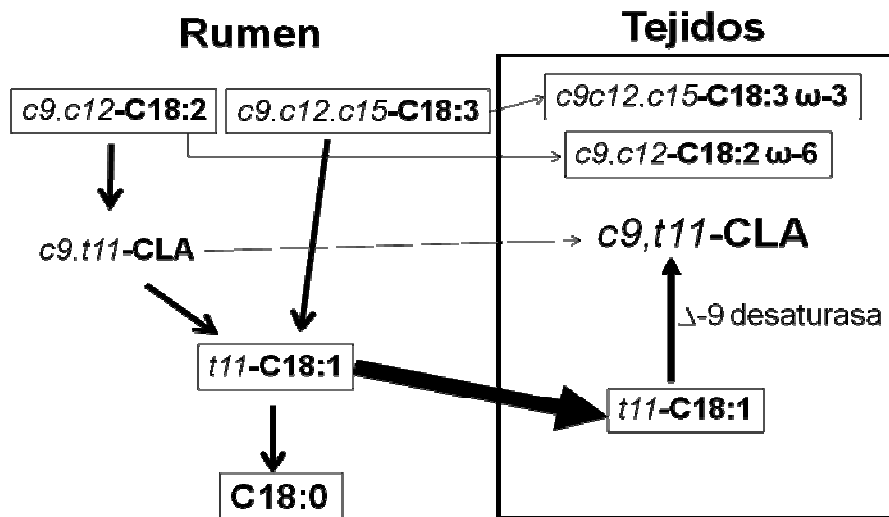 Rumen
Tejidos
c9.c12-C18:2
c9.c12.c15-C18:3
c9c12.c15-C18:3 ω-3
c9.c12-C18:2 ω-6
c9.t11-CLA
c9,t11-CLA
Δ-9 desaturasa
t11-C18:1
t11-C18:1
C18:0